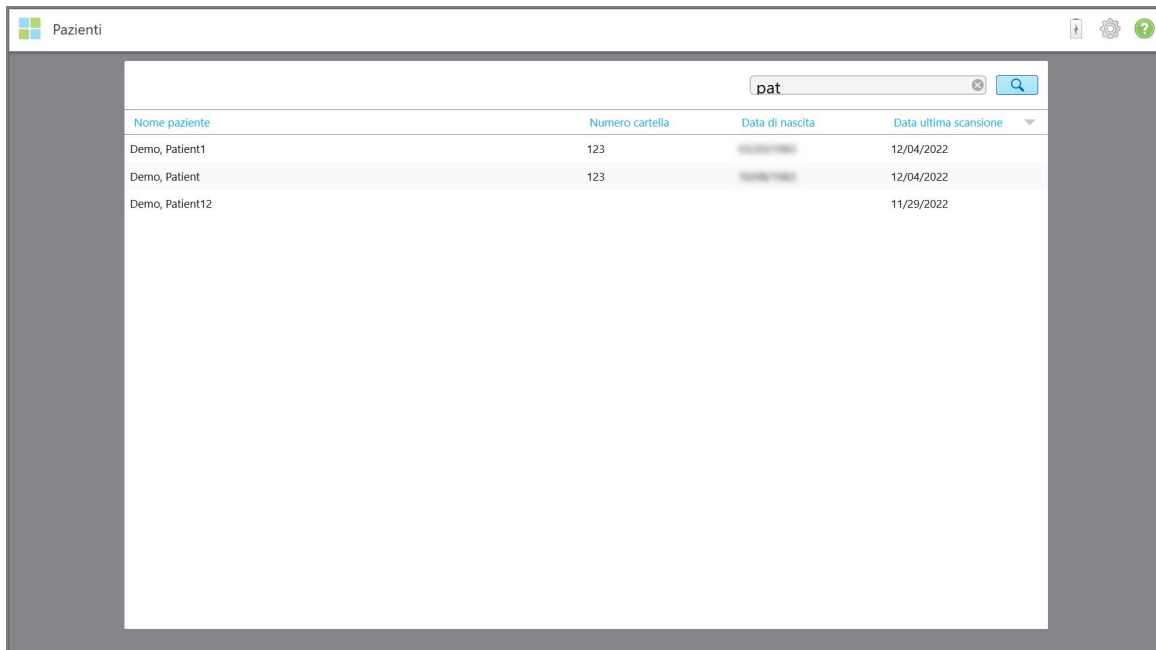 Pazienti
pat
Nome paziente Numero cartella Data di nascita Data ultima scansione
Demo, Patient1 123 12/04/2022
Demo, Patient 123 12/04/2022
Demo, Patient12 11/29/2022